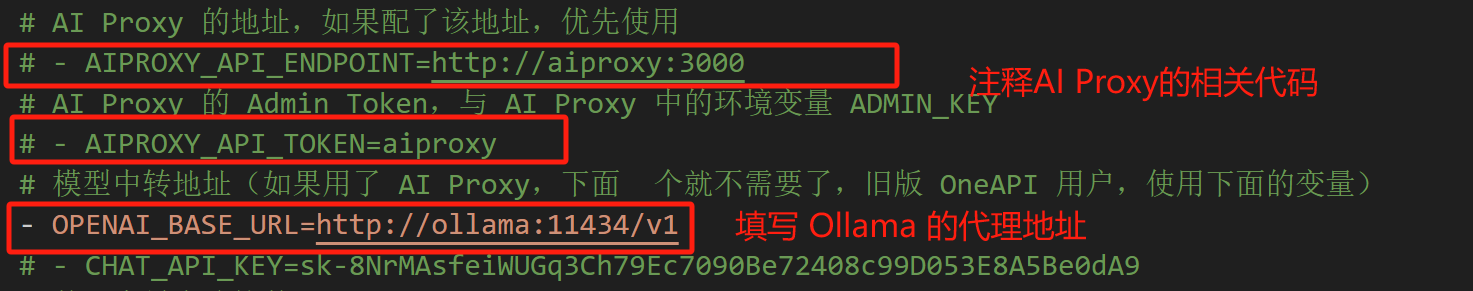 # AI Proxy 的地址，如果配了该地址，优先使用
# - AIPROXY_API_ENDPOINT=http://aiproxy:3000
注释AI Proxy的相关代码
# AI Proxy 的 Admin Token，与 AI Proxy 中的环境变量 ADMIN_KEY
# - AIPROXY_API_TOKEN=aiproxy
# 模型中转地址（如果用了 AI Proxy，下面 个就不需要了，旧版 OneAPI 用户，使用下面的变量）
- OPENAI_BASE_URL=http://ollama:11434/v1
填写 Ollama 的代理地址
# - CHAT_API_KEY=sk-8NrMAsfeiWUGq3Ch79Ec7090Be72408c99D053E8A5Be0dA9